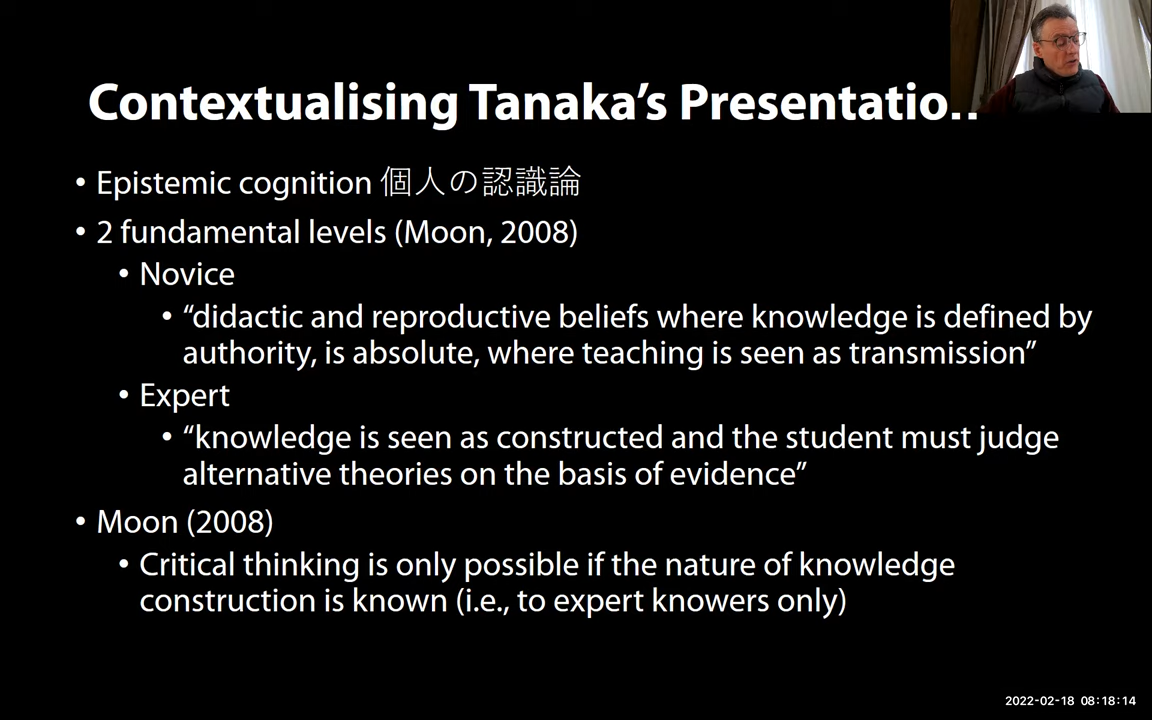 Contextualising Tanaka's Presentation
• Epistemic cognition 個人の認識論
• 2 fundamental levels (Moon, 2008)
• Novice
• “didactic and reproductive beliefs where knowledge is defined by
authority, is absolute, where teaching is seen as transmission”
• Expert
• “knowledge is seen as constructed and the student must judge
alternative theories on the basis of evidence”
• Moon (2008)
• Critical thinking is only possible if the nature of knowledge
construction is known (i.e., to expert knowers only)
2022-02-18 08:18:14